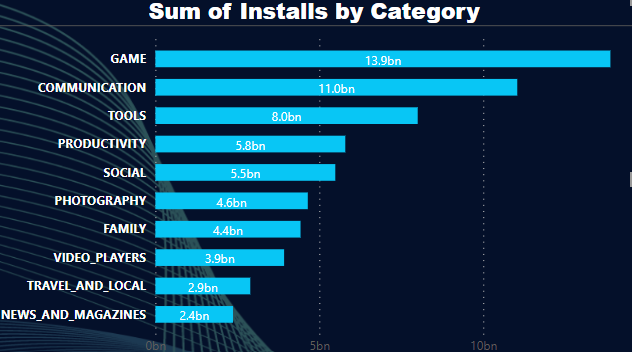 Sum of Installs by Category
GAME 13.9bn
COMMUNICATION 11.0bn
TOOLS 8.0bn
PRODUCTIVITY 5.8bn
SOCIAL 5.5bn
PHOTOGRAPHY 4.6bn
FAMILY 4.4bn
VIDEO_PLAYERS 3.9bn
TRAVEL_AND_LOCAL 2.9bn
NEWS_AND_MAGAZINES 2.4bn
0bn 5bn 10bn